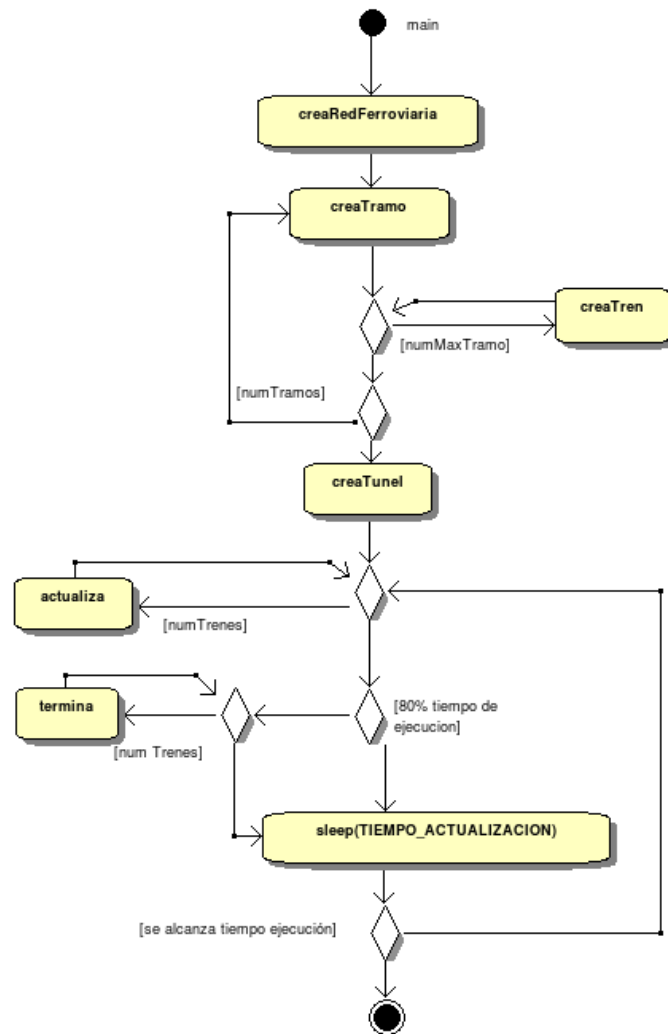 main
creaRedFerroviaria
creaTramo
creaTren
[numMaxTramo]
[numTramos]
creaTunel
actualiza
[numTrenes]
termina
[80% tiempo de
ejecucion]
[num Trenes]
sleep(TIEMPO_ACTUALIZACION)
[se alcanza tiempo ejecución]